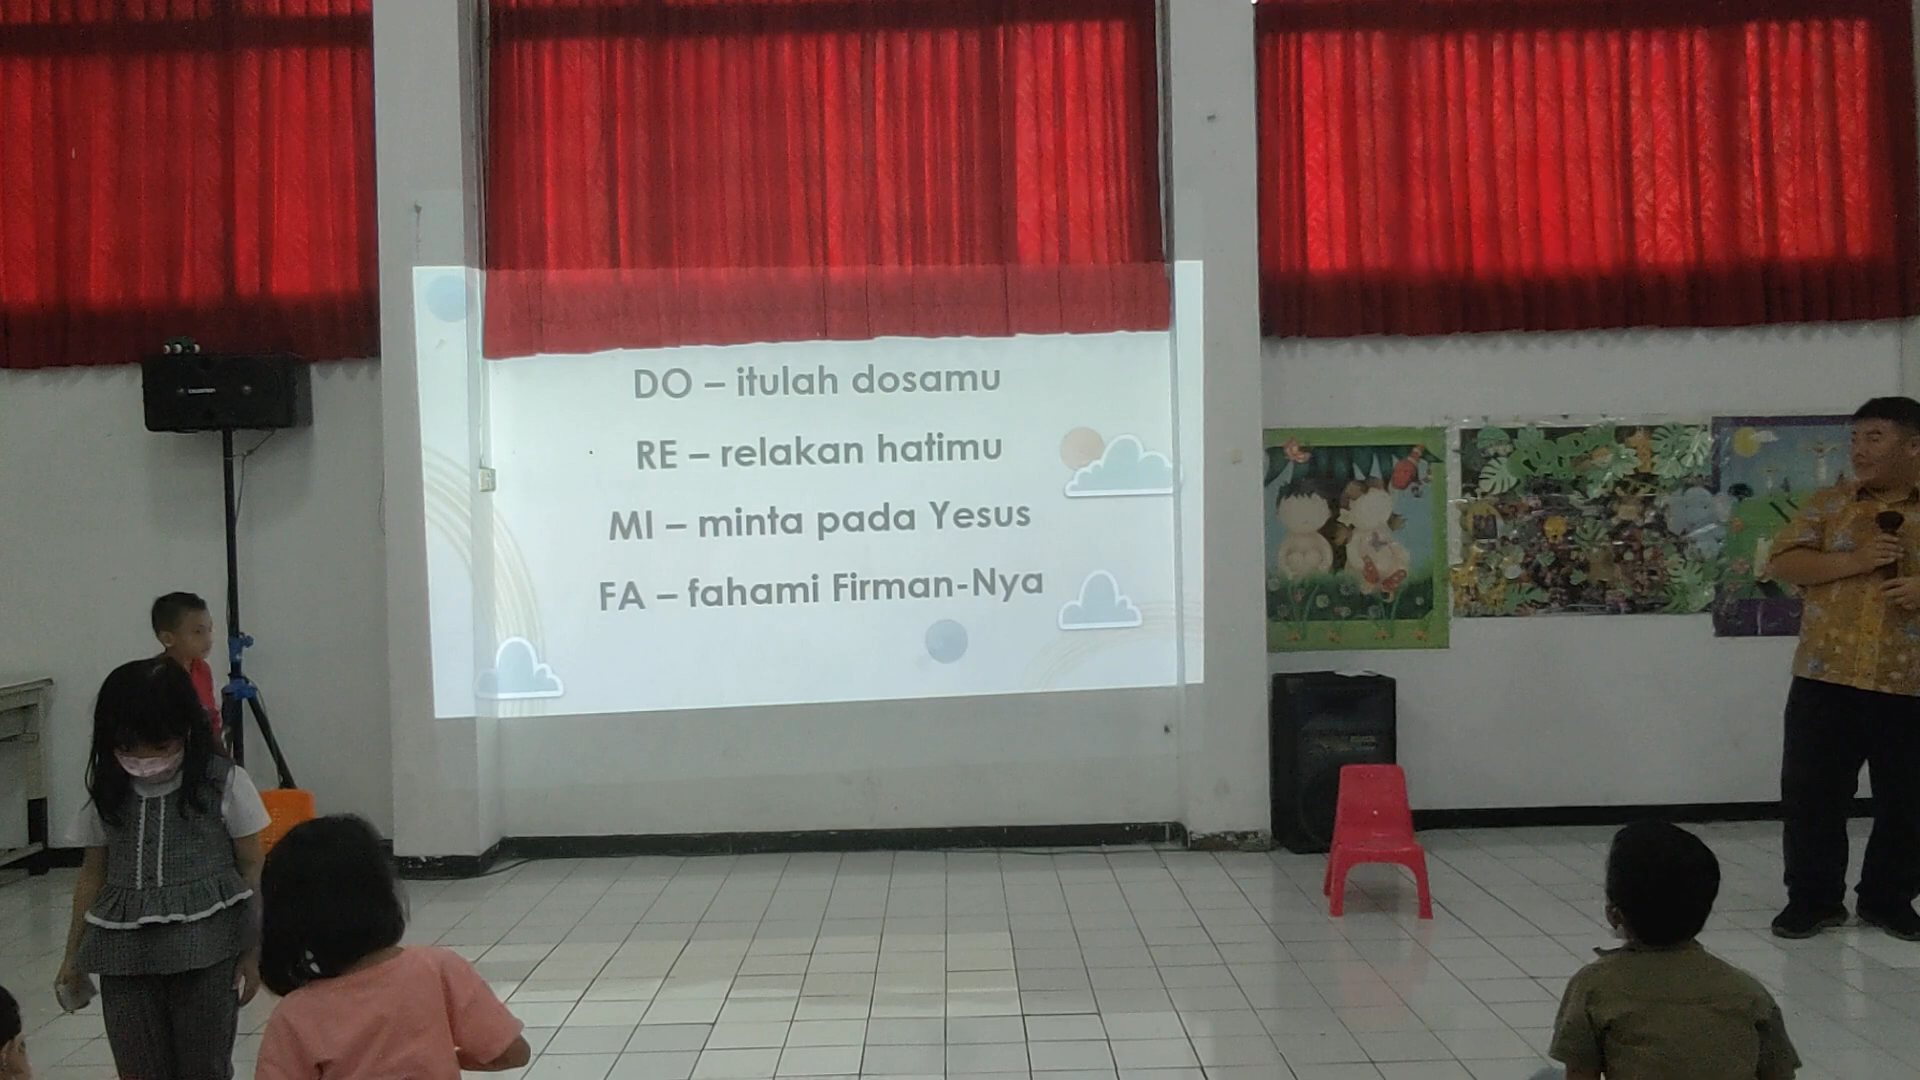 DO – itulah dosamu
RE – relakan hatimu
MI – minta pada Yesus
FA – fahami Firman-Nya